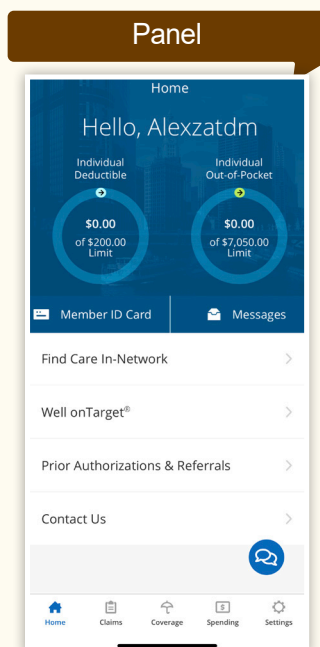 Panel
Home
Hello, Alexzatdm
Individual
Deductible
$0.00
of $200.00
Limit
Individual
Out-of-Pocket
$0.00
of $7,050.00
Limit
Member ID Card
Messages
Find Care In-Network
Well onTarget®
Prior Authorizations & Referrals
Contact Us
Home
Claims
Coverage
$
Spending
Settings